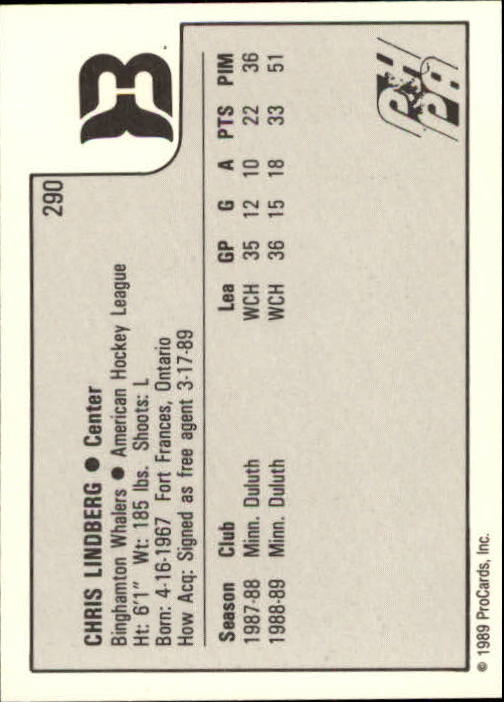 290
CHRIS LINDBERG ● Center
Binghamton Whalers ● American Hockey League
Ht: 6'1" Wt: 185 lbs. Shoots: L
Born: 4-16-1967 Fort Frances, Ontario
How Acq: Signed as free agent 3-17-89
Season Club Lea GP G A PTS PIM
1987-88 Minn. Duluth WCH 35 12 10 22 36
1988-89 Minn. Duluth WCH 36 15 18 33 51
PH
PA
© 1989 ProCards, Inc.